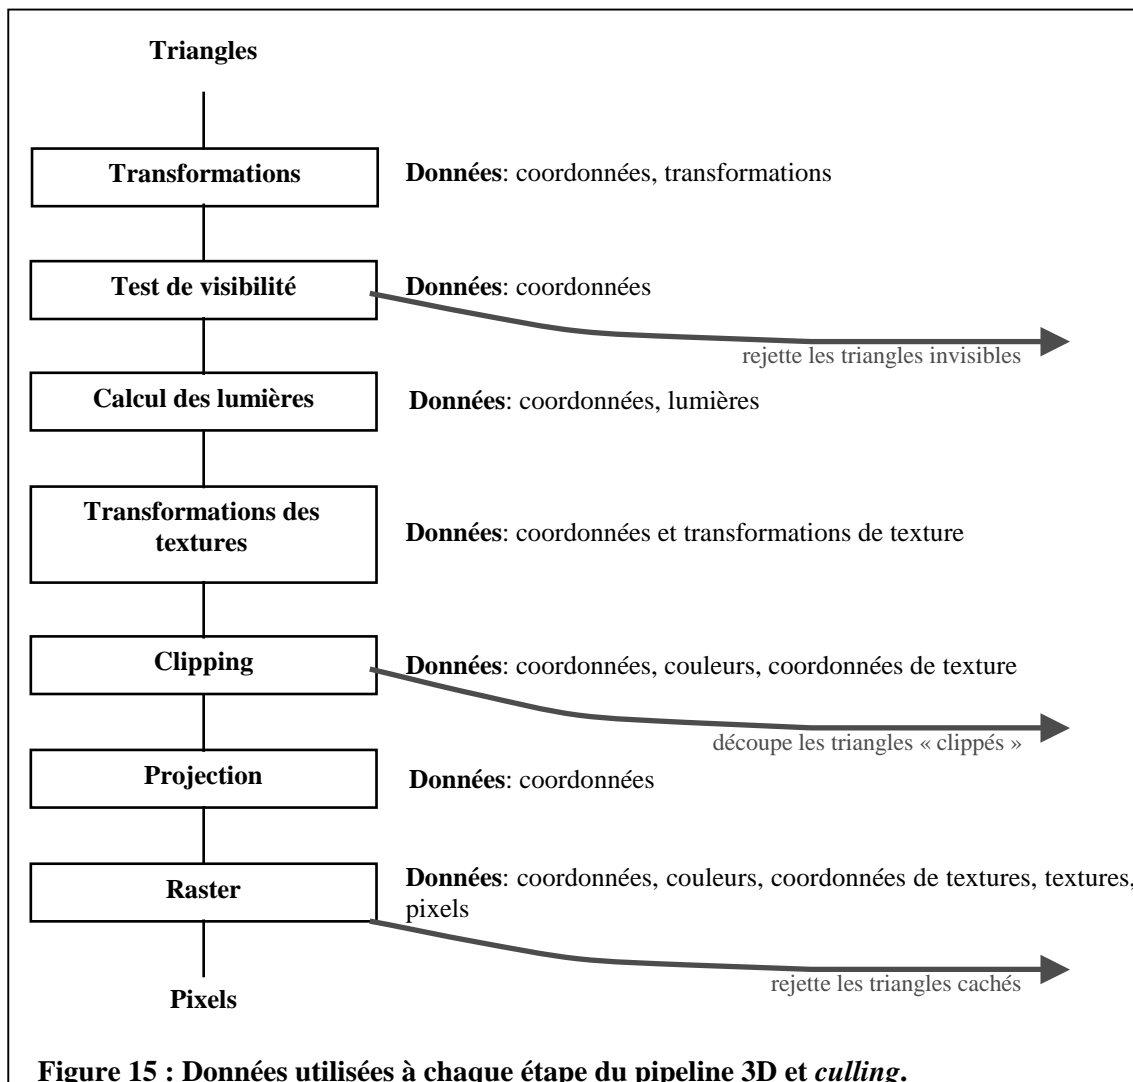 Triangles
Transformations
Données: coordonnées, transformations
Test de visibilité
Données: coordonnées
rejette les triangles invisibles
Calcul des lumières
Données: coordonnées, lumières
Transformations des
textures
Données: coordonnées et transformations de texture
Clipping
Données: coordonnées, couleurs, coordonnées de texture
découpe les triangles « clippés »
Projection
Données: coordonnées
Raster
Données: coordonnées, couleurs, coordonnées de textures, textures,
pixels
rejette les triangles cachés
Pixels
Figure 15 : Données utilisées à chaque étape du pipeline 3D et culling.